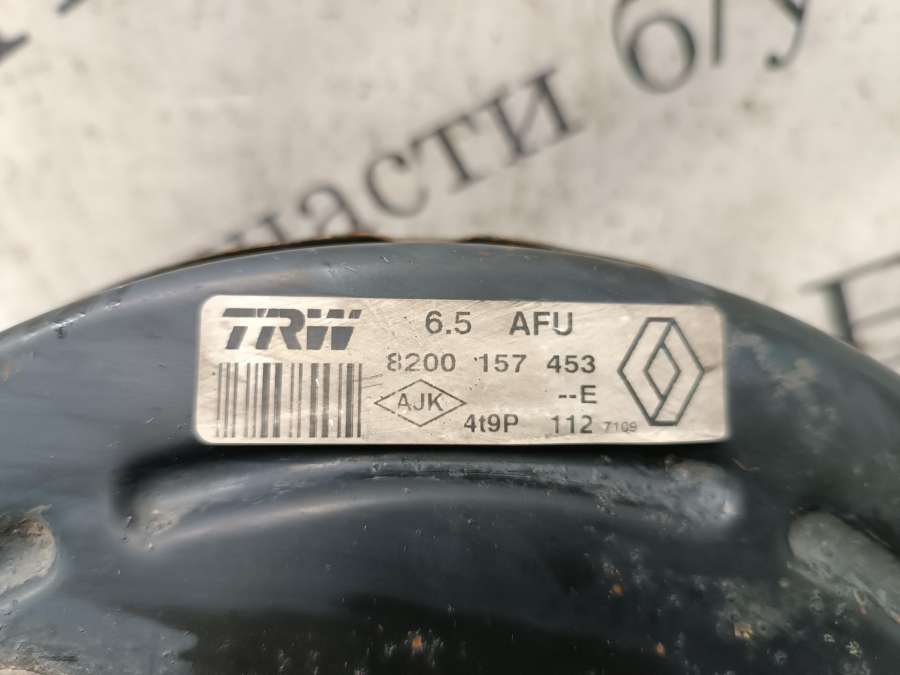 части б/у
TRW 6.5 AFU
8200 157 453
AJK --E
4t9P 112 7109